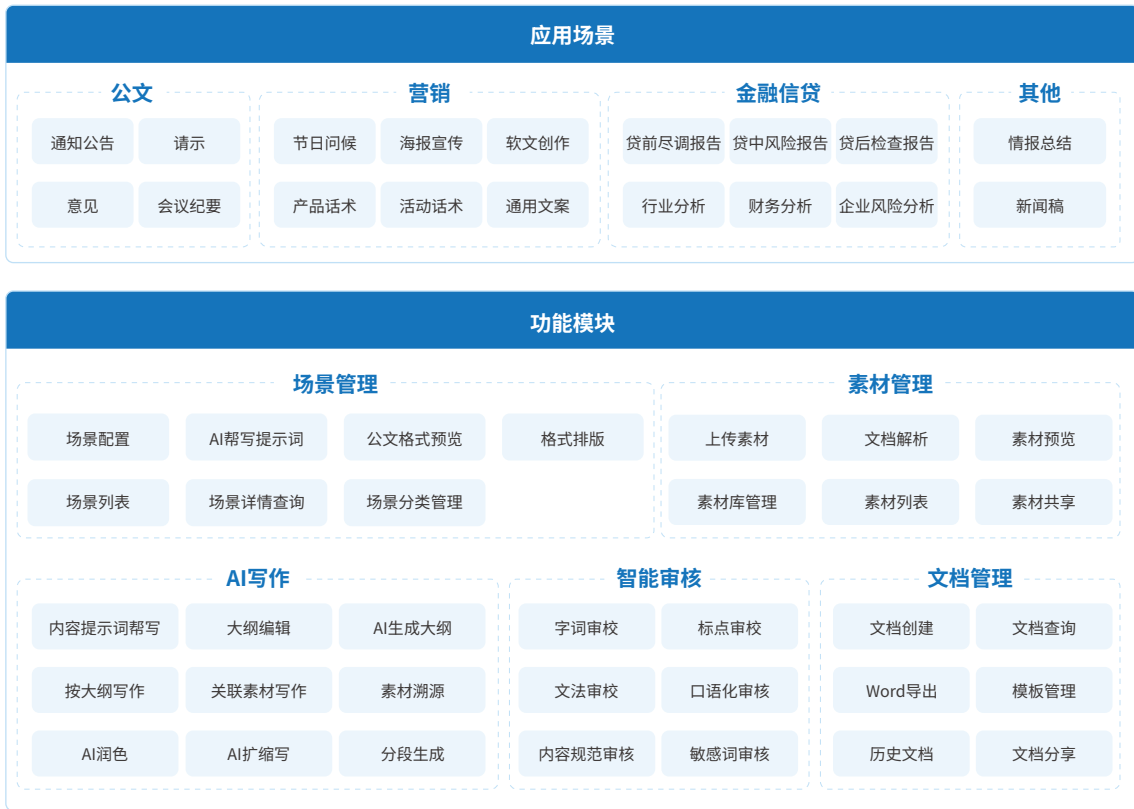 应用场景
公文
营销
金融信贷
其他
通知公告
请示
节日问候
海报宣传
软文创作
贷前尽调报告
贷中风险报告
贷后检查报告
情报总结
意见
会议纪要
产品话术
活动话术
通用文案
行业分析
财务分析
企业风险分析
新闻稿
功能模块
场景管理
素材管理
场景配置
AI帮写提示词
公文格式预览
格式排版
上传素材
文档解析
素材预览
场景列表
场景详情查询
场景分类管理
素材库管理
素材列表
素材共享
AI写作
智能审核
文档管理
内容提示词帮写
大纲编辑
AI生成大纲
字词审校
标点审校
文档创建
文档查询
按大纲写作
关联素材写作
素材溯源
文法审校
口语化审核
Word导出
模板管理
AI润色
AI扩缩写
分段生成
内容规范审核
敏感词审核
历史文档
文档分享